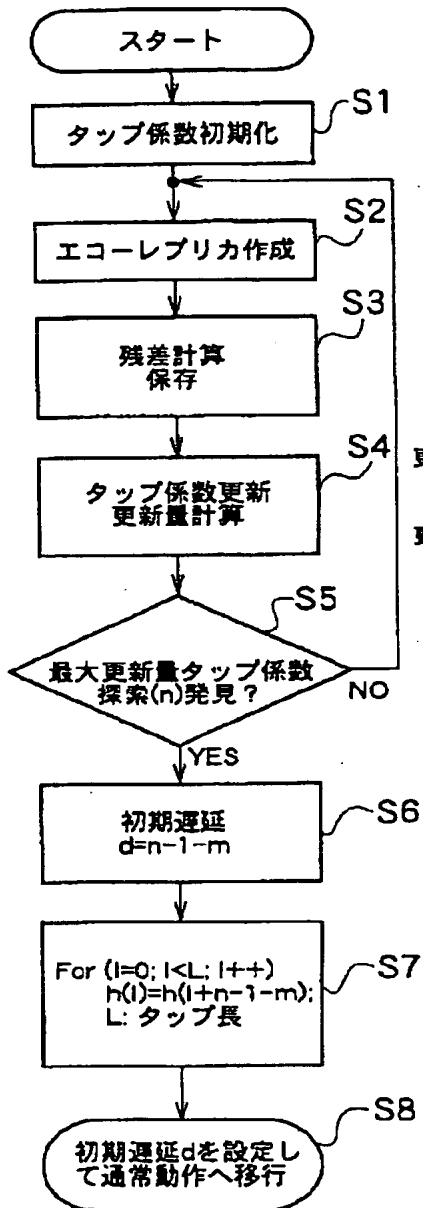 スタート
S1
タップ係数初期化
S2
エコーレプリカ作成
S3
残差計算
保存
S4
タップ係数更新
更新量計算
S5
最大更新量タップ係数
探索(n)発見？
NO
YES
S6
初期遅延
d=n-1-m
S7
For (l=0; l<L; l++)
h(l)=h(l+n-1-m);
L: タップ長
S8
初期遅延dを設定し
て通常動作へ移行